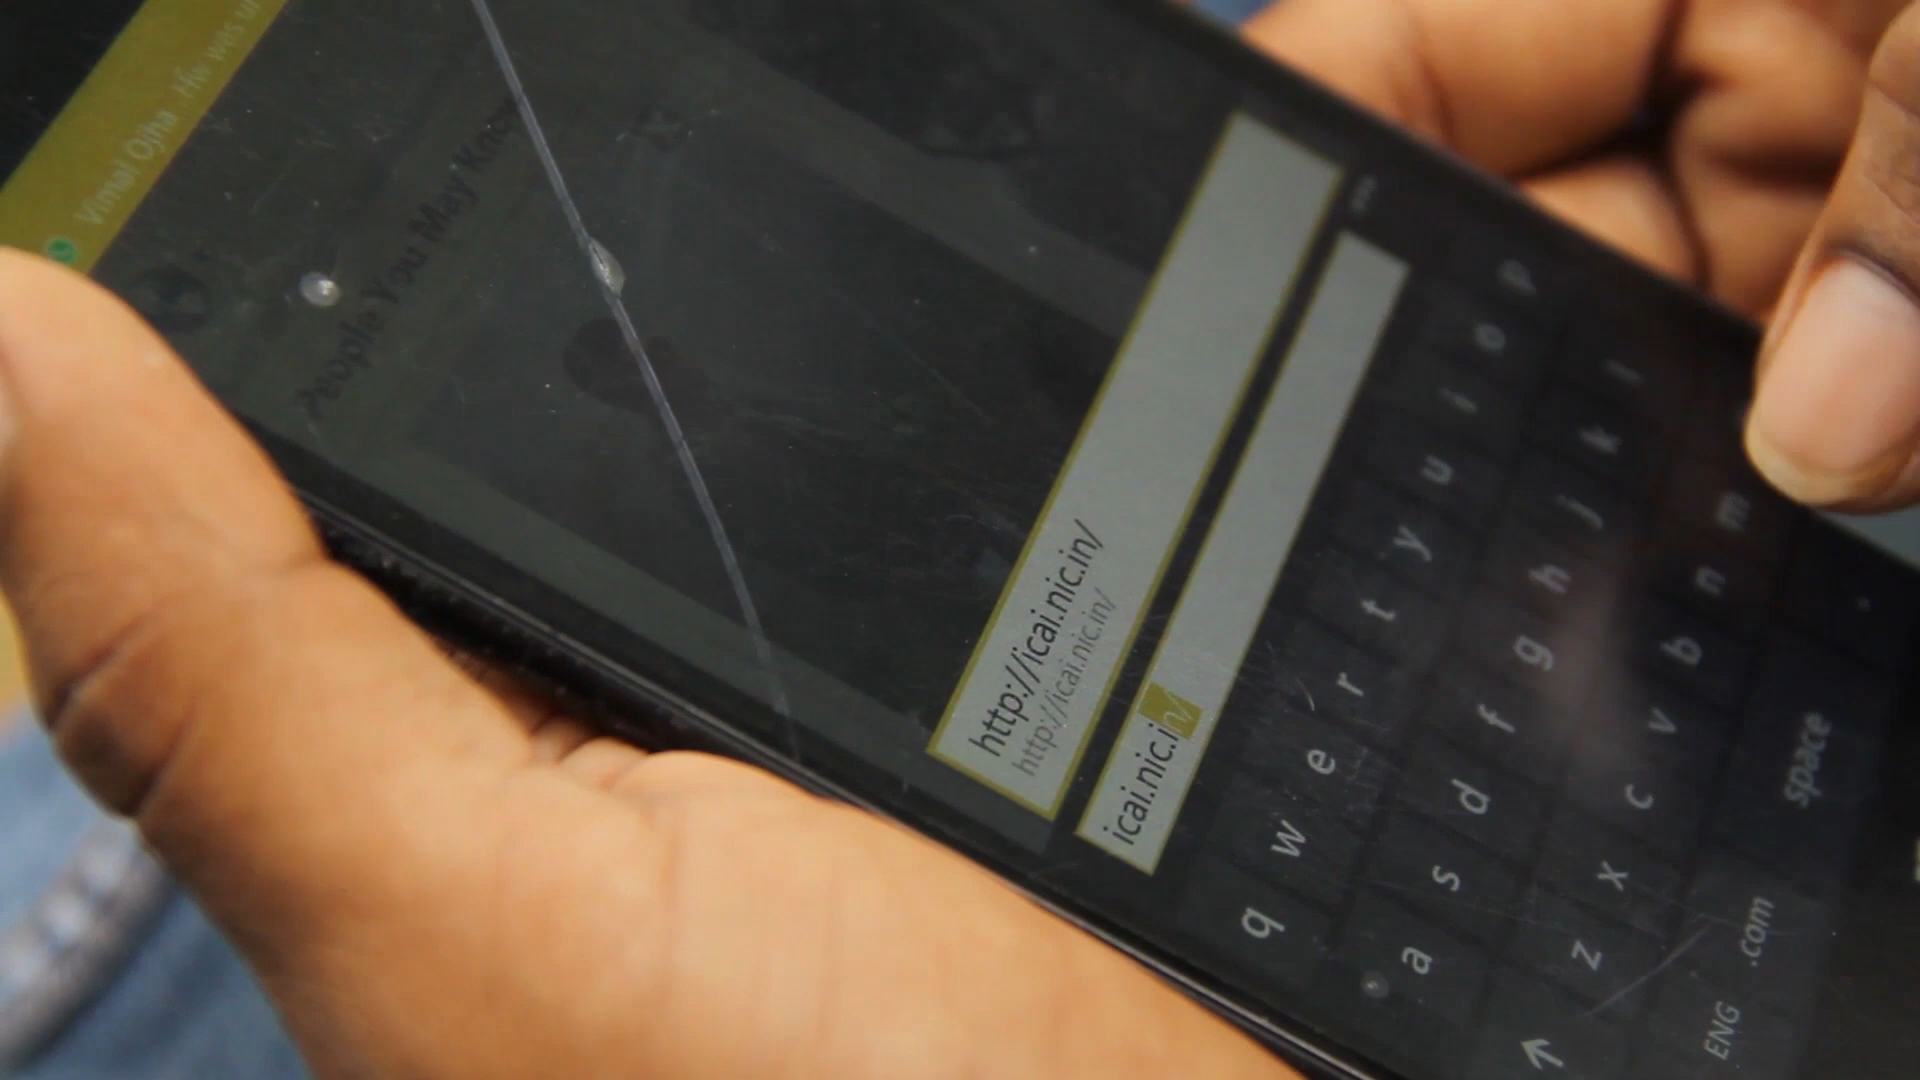 Vimal Ojha
People You May Know
http://icai.nic.in/
http://icai.nic.in/
icai.nic.in/
q w e r t y u i o p
a s d f g h j k l
z x c v b n m
ENG .com space